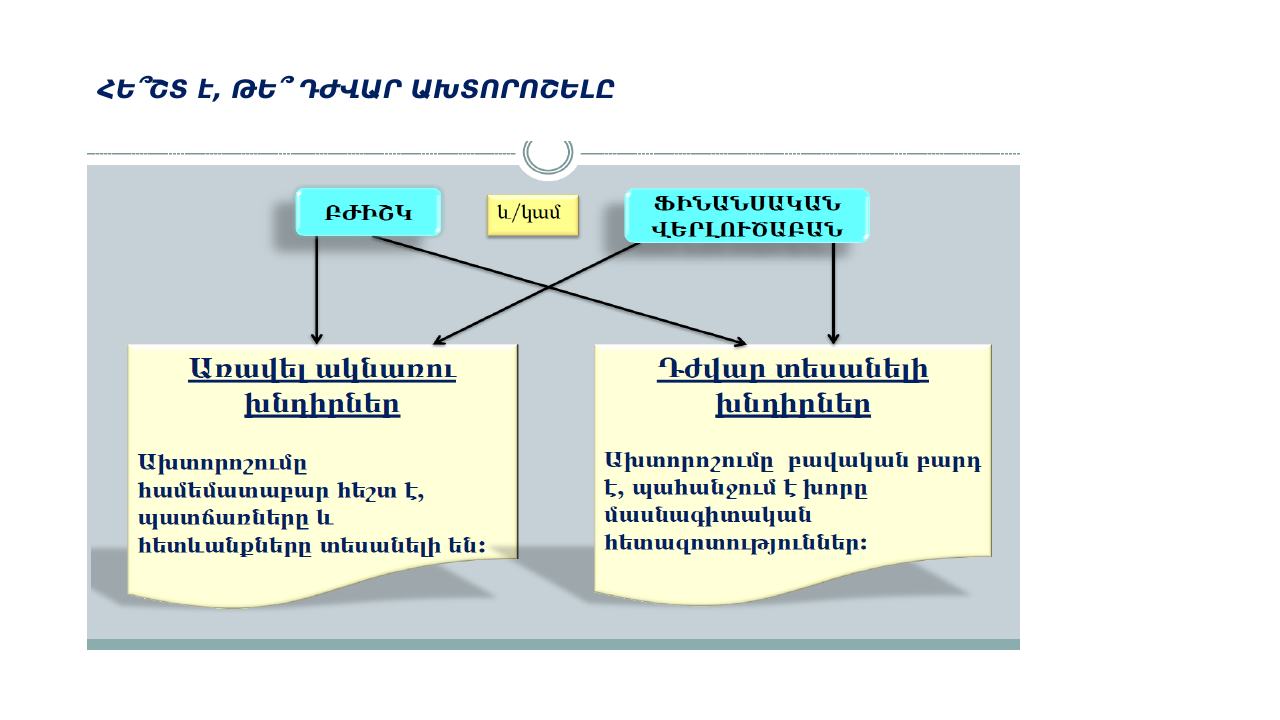 ՀԵ՞ՇՏ Է, ԹԵ՞ ԴԺՎԱՐ ԱԽՏՈՐՈՇԵԼԸ
ԲԺԻՇԿ
և/կամ
ՖԻՆԱՆՍԱԿԱՆ
ՎԵՐԼՈՒԾԱԲԱՆ
Առավել ակնառու
խնդիրներ
Ախտորոշումը
համեմատաբար հեշտ է,
պատճառները և
հետևանքները տեսանելի են:
Դժվար տեսանելի
խնդիրներ
Ախտորոշումը  բավական բարդ
է, պահանջում է խորը
մասնագիտական
հետազոտություններ: